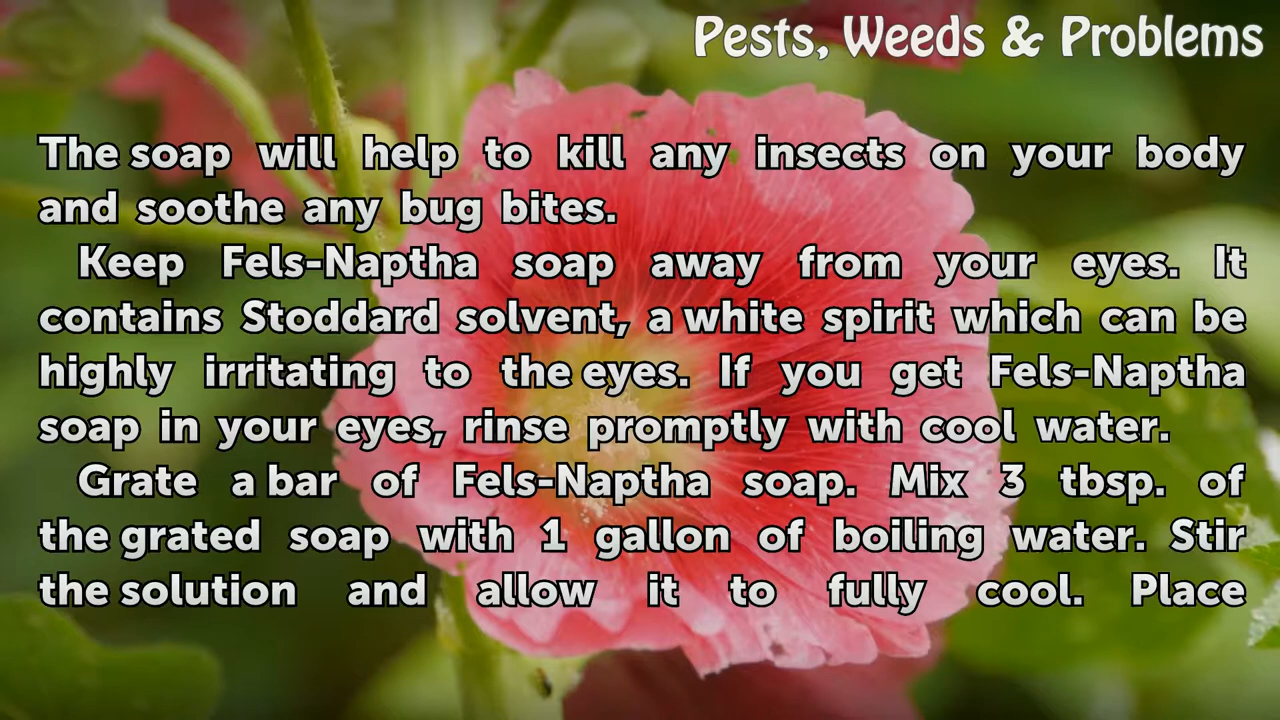 Pests, Weeds & Problems
The soap will help to kill any insects on your body
and soothe any bug bites.
Keep Fels-Naptha soap away from your eyes. It
contains Stoddard solvent, a white spirit which can be
highly irritating to the eyes. If you get Fels-Naptha
soap in your eyes, rinse promptly with cool water.
Grate a bar of Fels-Naptha soap. Mix 3 tbsp. of
the grated soap with 1 gallon of boiling water. Stir
the solution and allow it to fully cool. Place